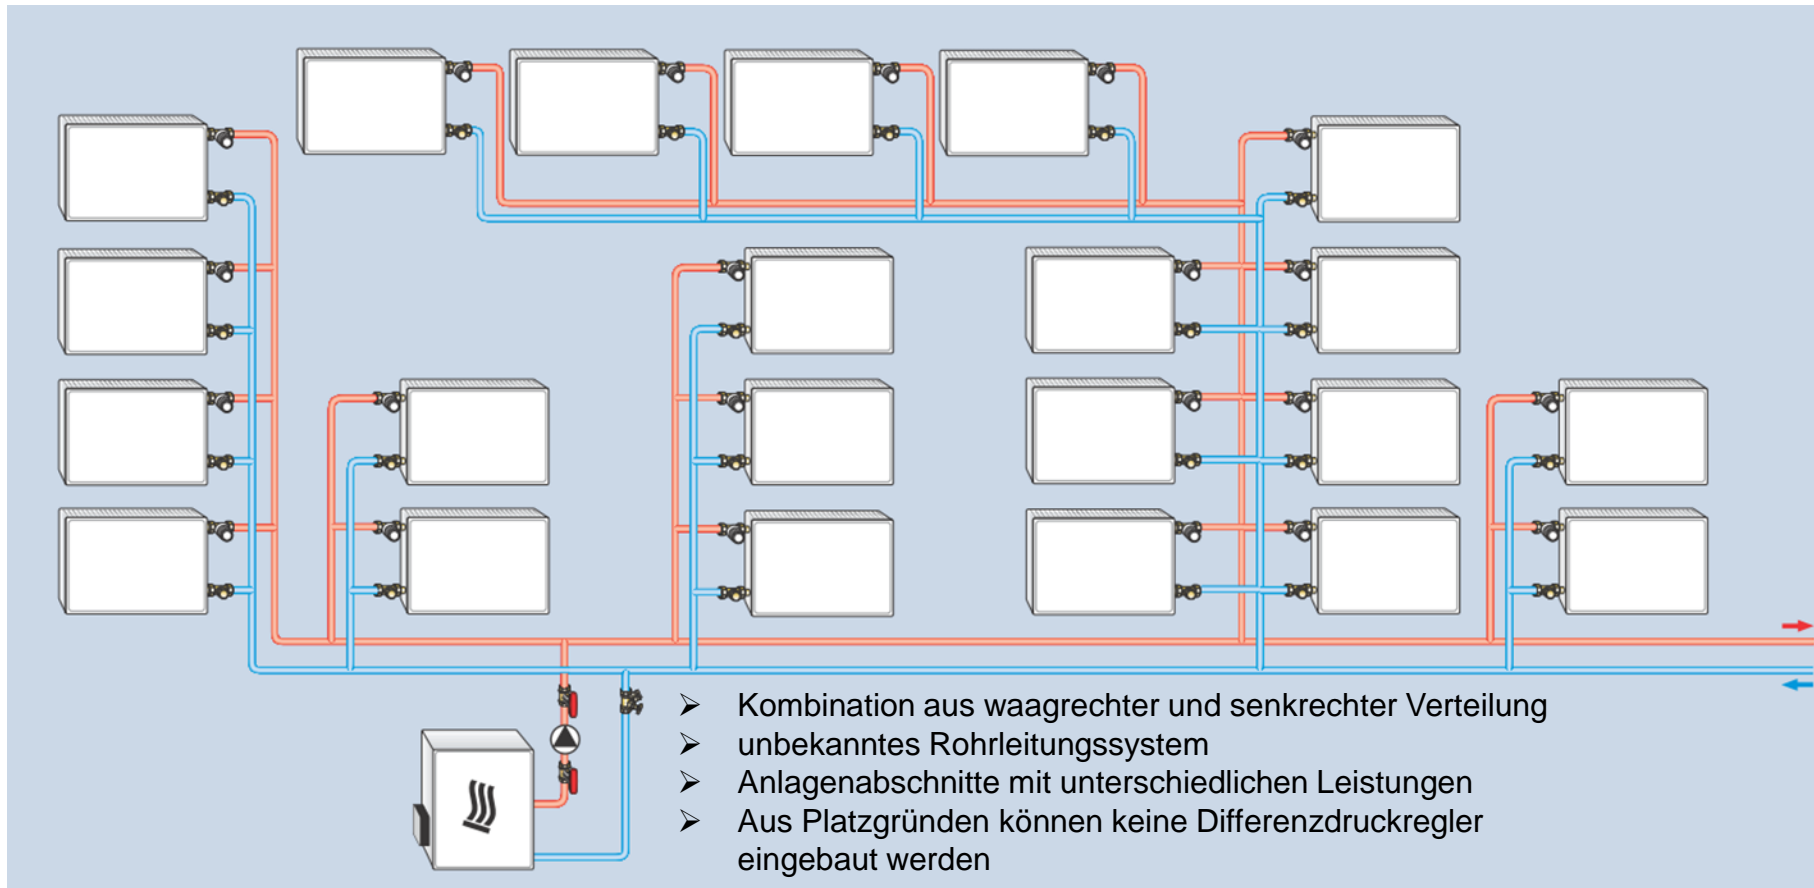 ➢ Kombination aus waagrechter und senkrechter Verteilung
➢ unbekanntes Rohrleitungssystem
➢ Anlagenabschnitte mit unterschiedlichen Leistungen
➢ Aus Platzgründen können keine Differenzdruckregler
eingebaut werden